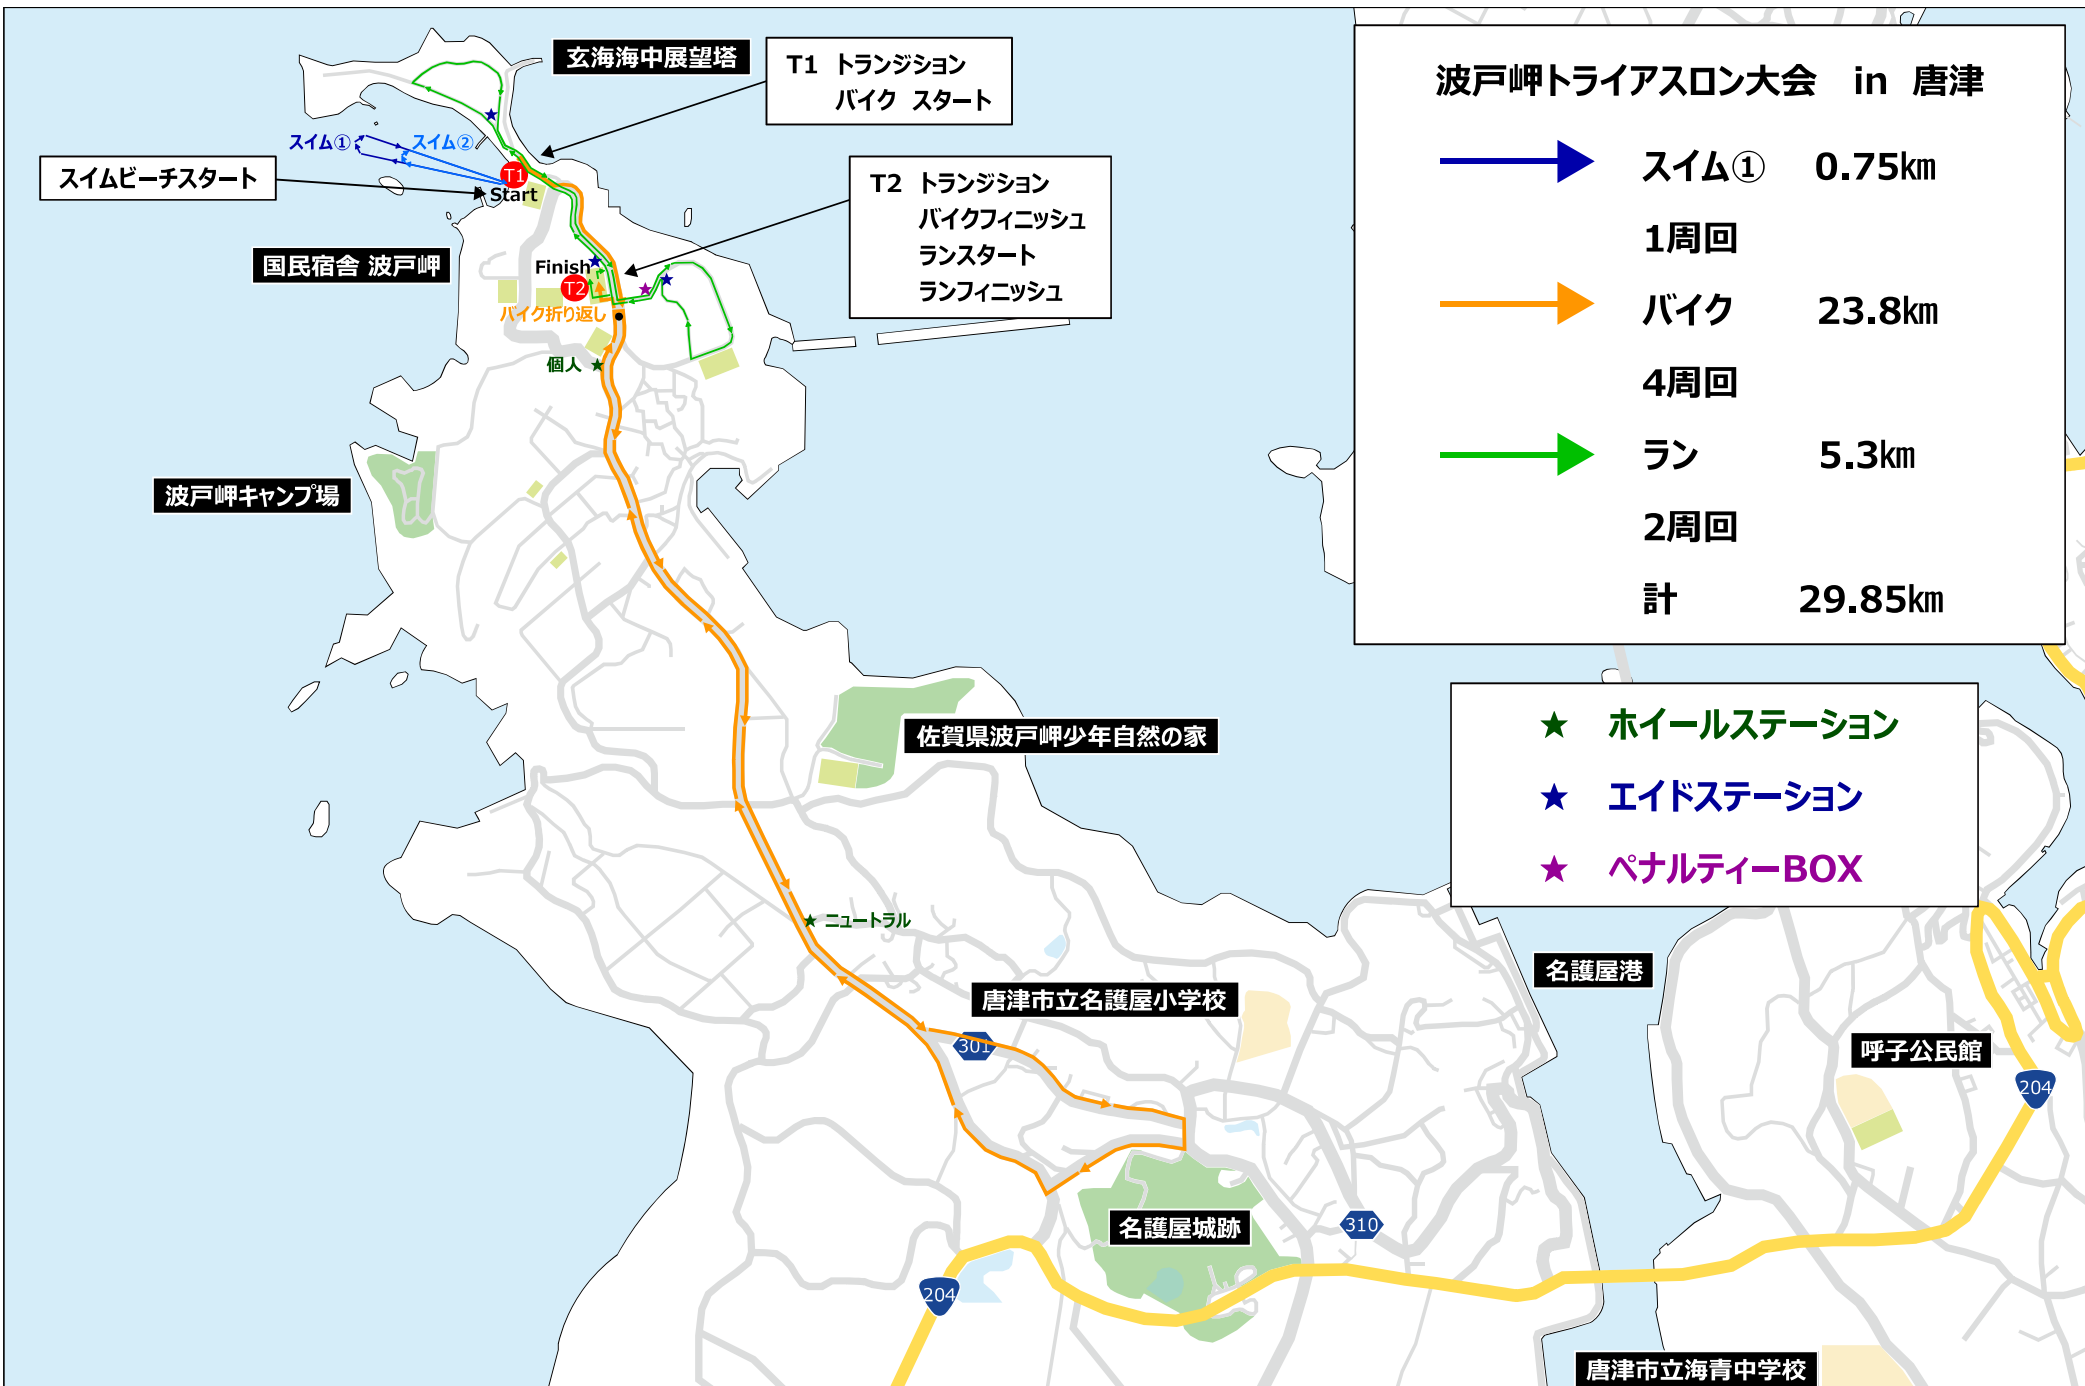 玄海海中展望塔
T1 トランジション
バイク スタート
スイム①
スイム②
スイムビーチスタート
T1
Start
T2 トランジション
バイクフィニッシュ
ランスタート
ランフィニッシュ
国民宿舎 波戸岬
Finish
T2
バイク折り返し
個人
波戸岬キャンプ場
波戸岬トライアスロン大会 in 唐津
スイム① 0.75㎞
1周回
バイク 23.8㎞
4周回
ラン 5.3㎞
2周回
計 29.85㎞
★ ホイールステーション
★ エイドステーション
★ ペナルティーBOX
佐賀県波戸岬少年自然の家
ニュートラル
名護屋港
唐津市立名護屋小学校
301
呼子公民館
204
名護屋城跡
310
204
唐津市立海青中学校